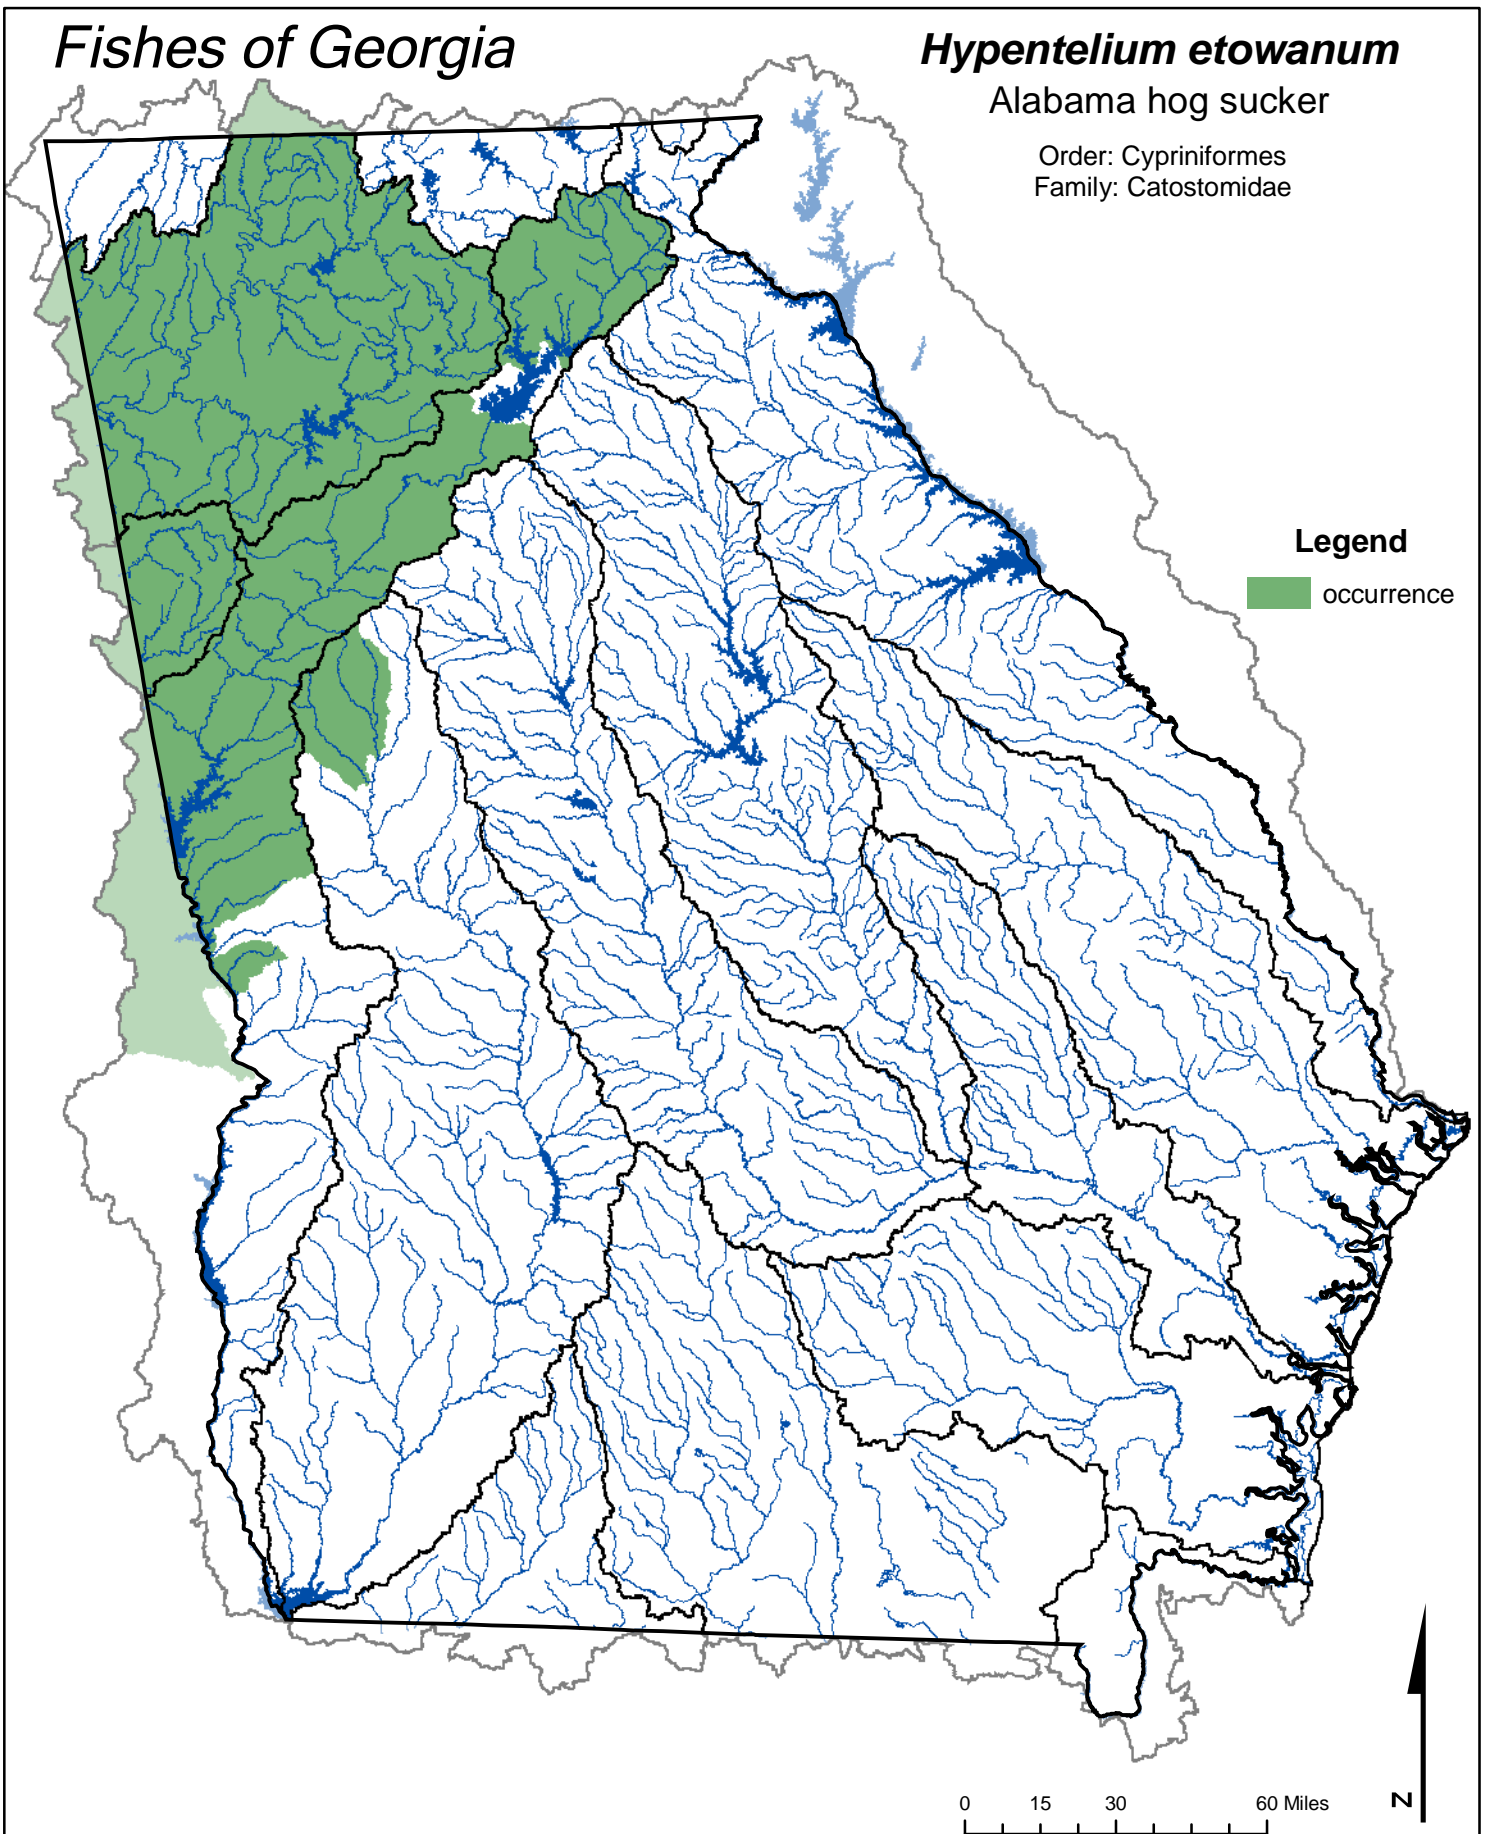 Fishes of Georgia
Hypentelium etowanum
Alabama hog sucker
Order: Cypriniformes
Family: Catostomidae
Legend
occurrence
0 15 30 60 Miles
N